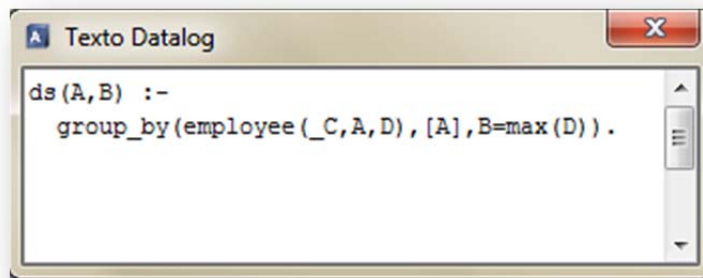 Texto Datalog
ds(A,B) :-
  group_by(employee(_C,A,D),[A],B=max(D)).